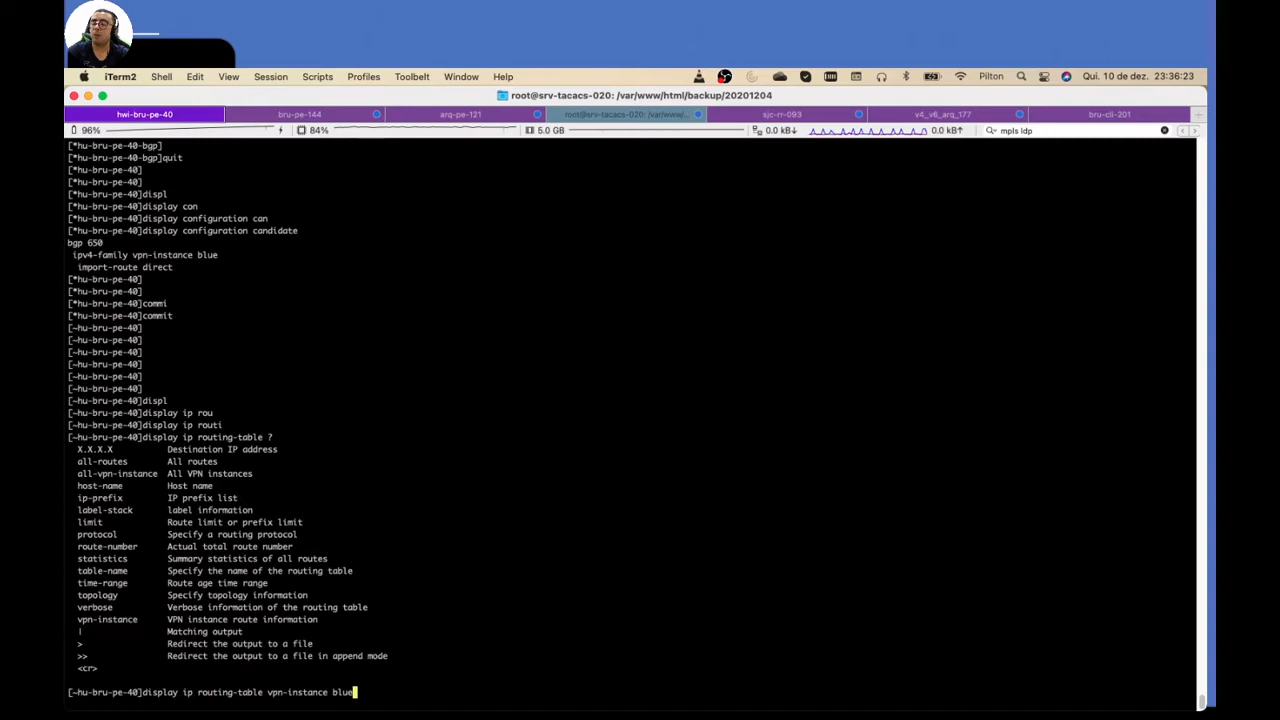 iTerm2 Shell Edit View Session Scripts Profiles Toolbelt Window Help Pilton Qui. 10 de dez. 23:36:23
root@srv-tacacs-020: /var/www/html/backup/20201204
hwi-bru-pe-40 bru-pe-144 arq-pe-121 root@srv-tacacs-020: /var/www/... sjc-rr-093 v4_v6_arq_177 bru-cli-201
96% 84% 5.0 GB 0.0 kB↓ 0.0 kB↑ mpls ldp
[*hu-bru-pe-40-bgp]
[*hu-bru-pe-40-bgp]quit
[*hu-bru-pe-40]
[*hu-bru-pe-40]
[*hu-bru-pe-40]displ
[*hu-bru-pe-40]display con
[*hu-bru-pe-40]display configuration can
[*hu-bru-pe-40]display configuration candidate
bgp 650
ipv4-family vpn-instance blue
import-route direct
[*hu-bru-pe-40]
[*hu-bru-pe-40]
[*hu-bru-pe-40]commi
[*hu-bru-pe-40]commit
[~hu-bru-pe-40]
[~hu-bru-pe-40]
[~hu-bru-pe-40]
[~hu-bru-pe-40]
[~hu-bru-pe-40]
[~hu-bru-pe-40]
[~hu-bru-pe-40]displ
[~hu-bru-pe-40]display ip rou
[~hu-bru-pe-40]display ip routi
[~hu-bru-pe-40]display ip routing-table ?
X.X.X.X Destination IP address
all-routes All routes
all-vpn-instance All VPN instances
host-name Host name
ip-prefix IP prefix list
label-stack label information
limit Route limit or prefix limit
protocol Specify a routing protocol
route-number Actual total route number
statistics Summary statistics of all routes
table-name Specify the name of the routing table
time-range Route age time range
topology Specify topology information
verbose Verbose information of the routing table
vpn-instance VPN instance route information
| Matching output
> Redirect the output to a file
>> Redirect the output to a file in append mode
<cr>
[~hu-bru-pe-40]display ip routing-table vpn-instance blue